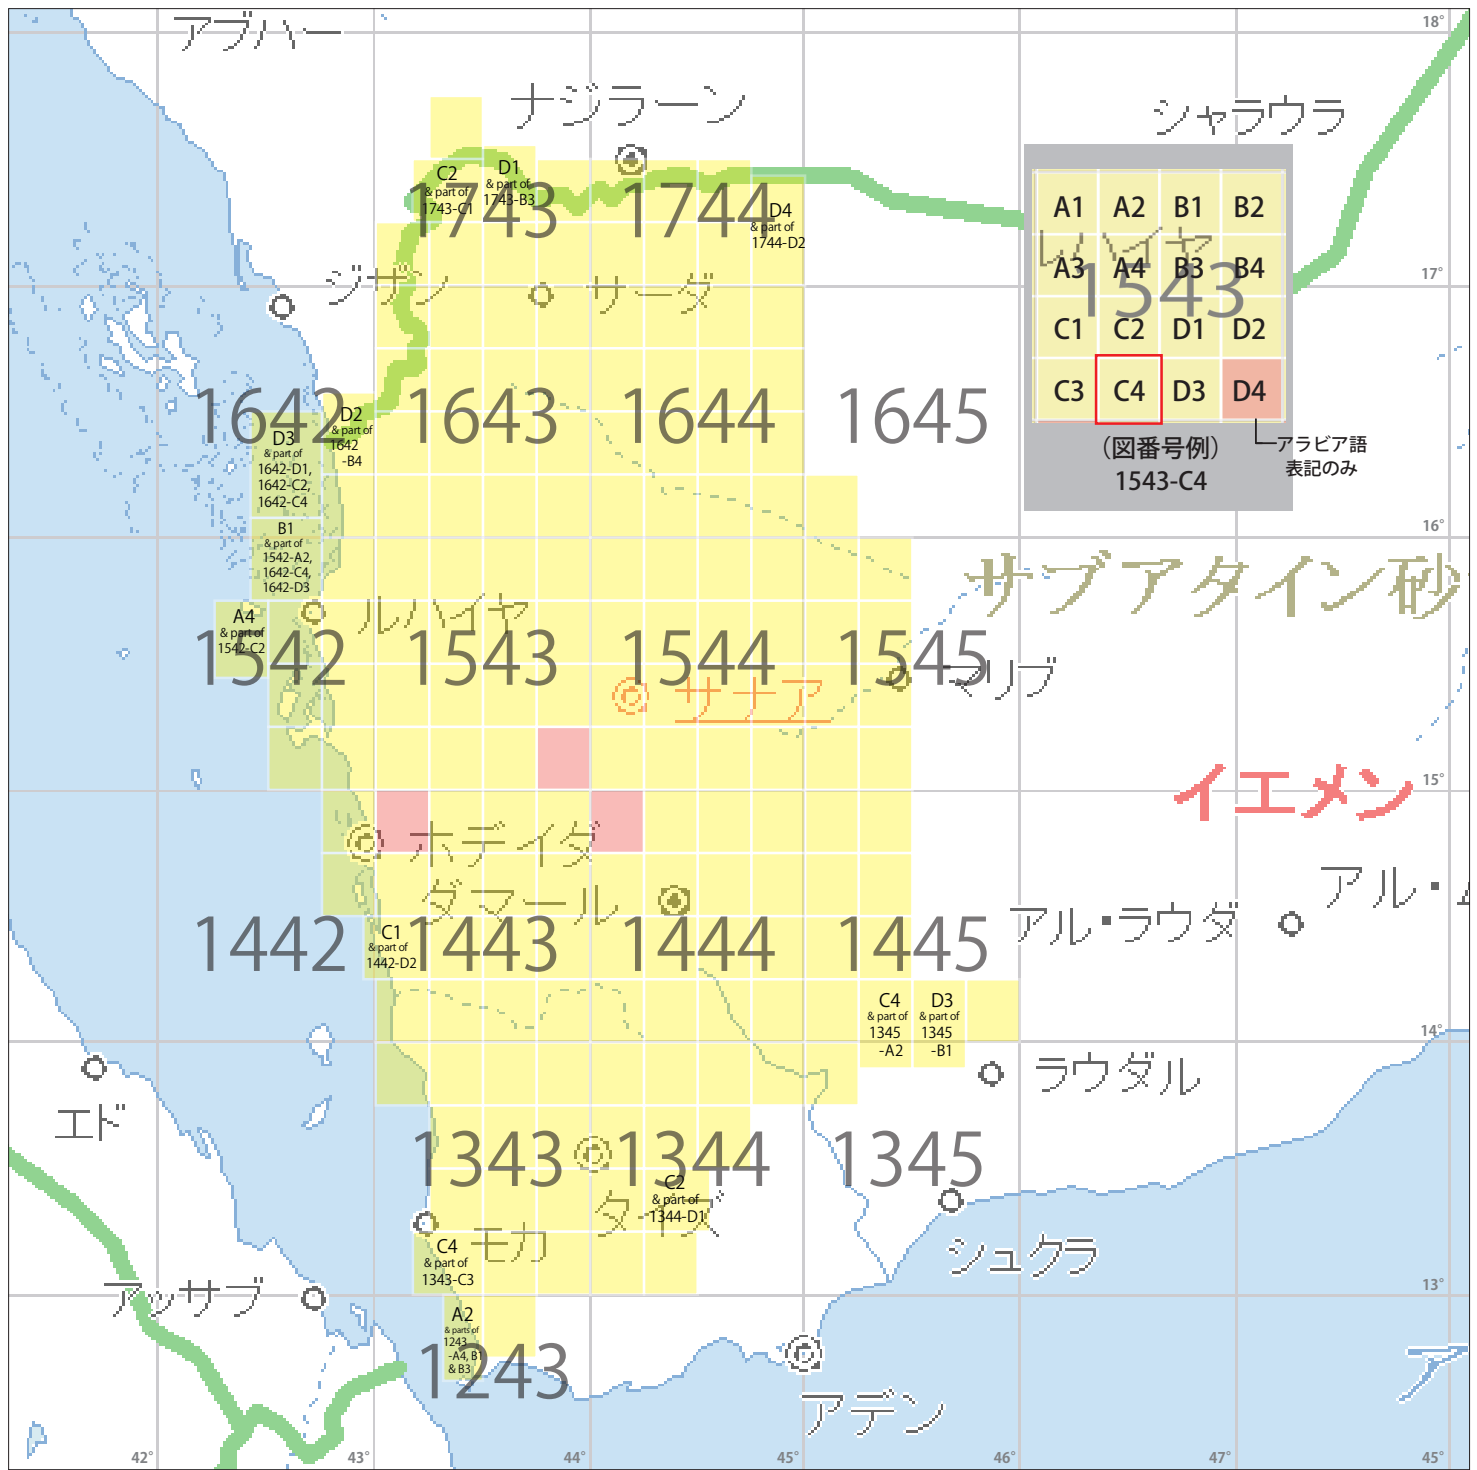 アブハー
18°
ナジラーン
シャラウラ
C2
& part of
1743-C1
D1
& part of
1743-B3
1743
1744
D4
& part of
1744-D2
A1 A2 B1 B2
ルハイヤ
A3 A4 B3 B4
1543
C1 C2 D1 D2
C3 C4 D3 D4
（図番号例）
1543-C4
アラビア語
表記のみ
17°
ジザン
サーダ
1642
1643
1644
1645
D2
& part of
1642
-B4
D3
& part of
1642-D1,
1642-C2,
1642-C4
16°
B1
& part of
1542-A2,
1642-C4,
1642-D3
サブアタイン砂
ルハイヤ
A4
& part of
1542-C2
1542
1543
1544
1545
マリブ
サナア
15°
イエメン
ホデイダ
ダマール
アル・
アル・ラウダ
1442
C1
& part of
1442-D2
1443
1444
1445
C4
& part of
1345
-A2
D3
& part of
1345
-B1
14°
エド
ラウダル
1343
1344
1345
C2
& part of
1344-D1
タイズ
モカ
C4
& part of
1343-C3
シュクラ
13°
アッサブ
A2
& parts of
1243
-A4, B1
& B3
1243
ア
アデン
42°
43°
44°
45°
46°
47°
45°